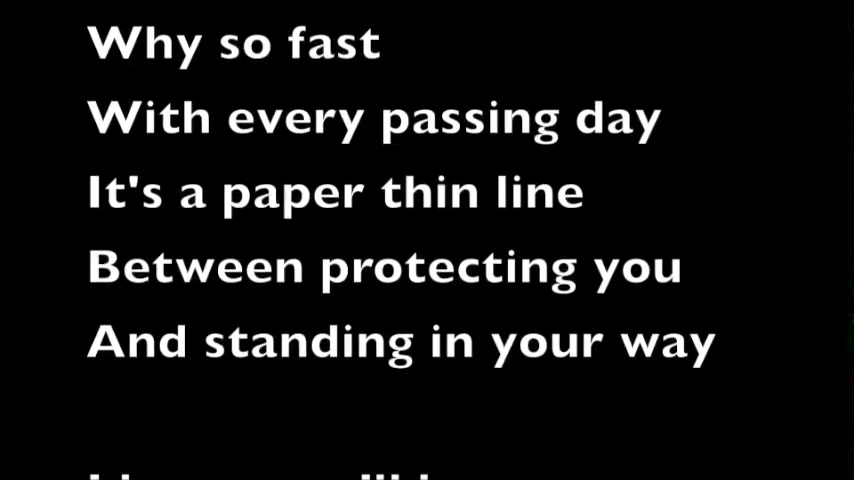 Why so fast
With every passing day
It's a paper thin line
Between protecting you
And standing in your way